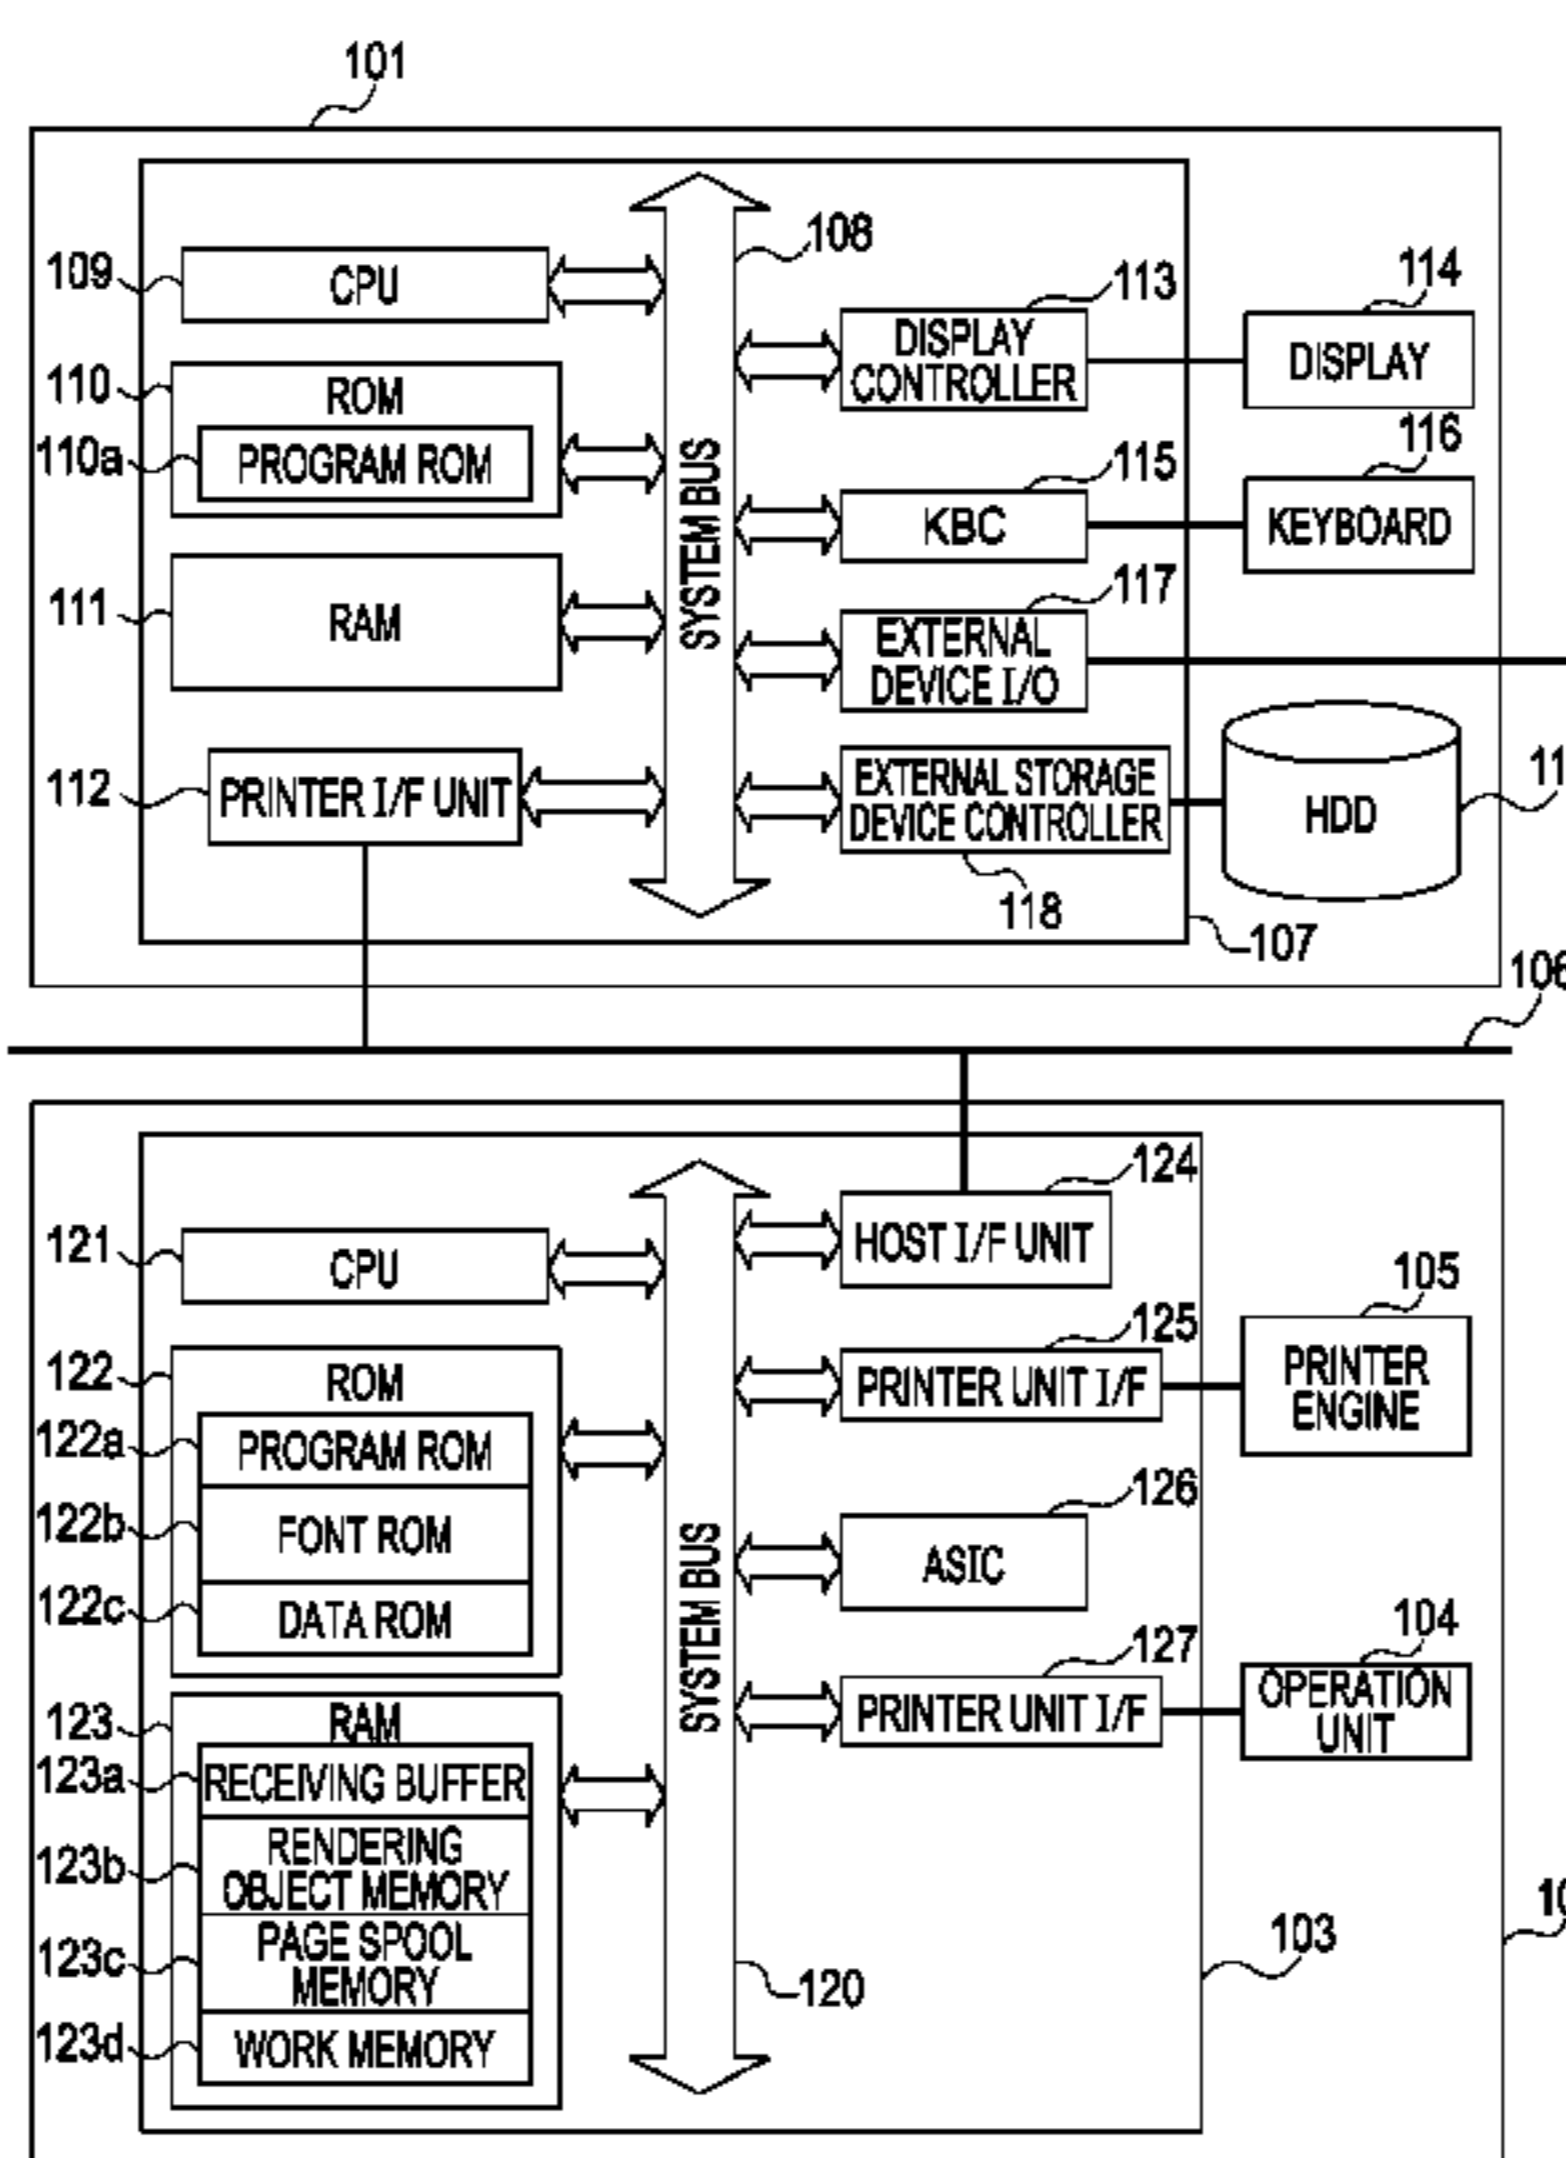 101
108
109
CPU
113
DISPLAY
CONTROLLER
114
DISPLAY
110
ROM
110a
PROGRAM ROM
115
KBC
116
KEYBOARD
SYSTEM BUS
111
RAM
117
EXTERNAL
DEVICE I/O
112
PRINTER I/F UNIT
EXTERNAL STORAGE
DEVICE CONTROLLER
118
HDD
11
107
106
124
HOST I/F UNIT
121
CPU
125
PRINTER UNIT I/F
105
PRINTER
ENGINE
122
ROM
122a
PROGRAM ROM
122b
FONT ROM
122c
DATA ROM
126
ASIC
SYSTEM BUS
127
PRINTER UNIT I/F
104
OPERATION
UNIT
123
RAM
123a
RECEIVING BUFFER
123b
RENDERING
OBJECT MEMORY
123c
PAGE SPOOL
MEMORY
123d
WORK MEMORY
120
103
10